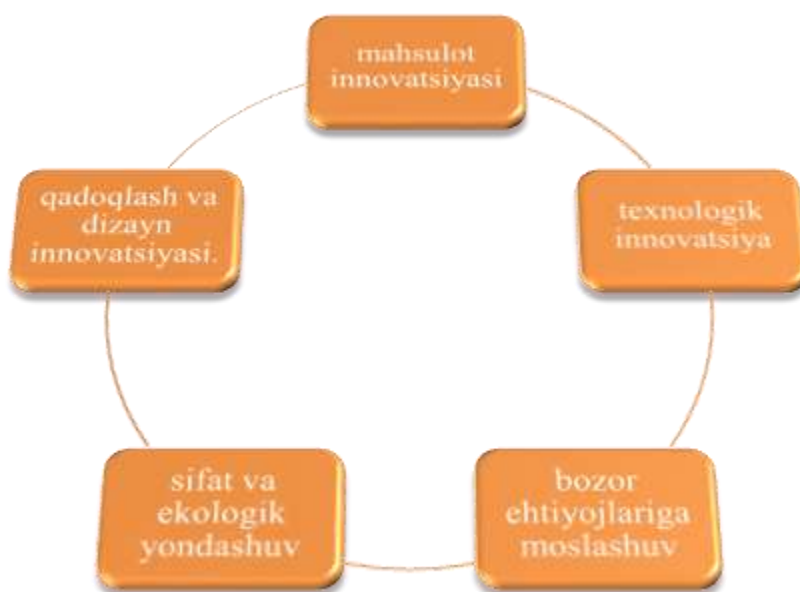 mahsulot
innovatsiyasi
texnologik
innovatsiya
bozor
ehtiyojlariga
moslashuv
sifat va
ekologik
yondashuv
qadoqlash va
dizayn
innovatsiyasi.